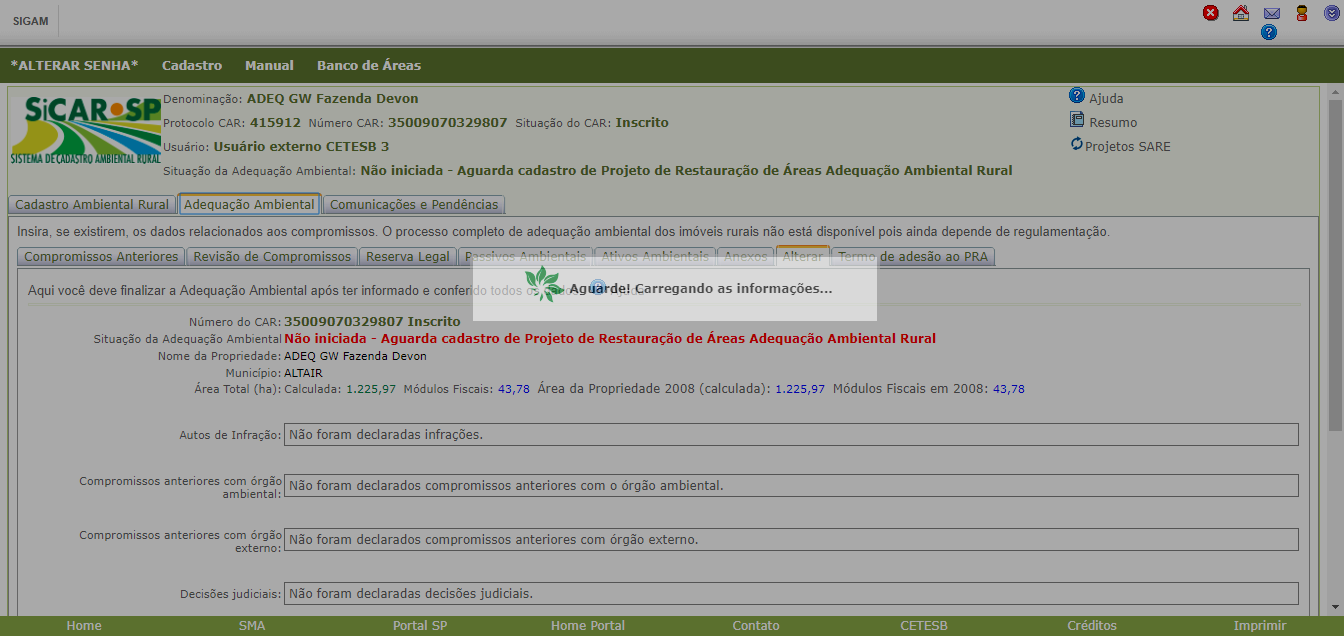 SIGAM
*ALTERAR SENHA* Cadastro Manual Banco de Áreas
SiCAR.SP
SISTEMA DE CADASTRO AMBIENTAL RURAL
Denominação: ADEQ GW Fazenda Devon
Protocolo CAR: 415912 Número CAR: 35009070329807 Situação do CAR: Inscrito
Usuário: Usuário externo CETESB 3
Situação da Adequação Ambiental: Não iniciada - Aguarda cadastro de Projeto de Restauração de Áreas Adequação Ambiental Rural
Ajuda
Resumo
Projetos SARE
Cadastro Ambiental Rural Adequação Ambiental Comunicações e Pendências
Insira, se existirem, os dados relacionados aos compromissos. O processo completo de adequação ambiental dos imóveis rurais não está disponível pois ainda depende de regulamentação.
Compromissos Anteriores Revisão de Compromissos Reserva Legal Passivos Ambientais Ativos Ambientais Anexos Alterar Termo de adesão ao PRA
Aguarde! Carregando as informações...
Aqui você deve finalizar a Adequação Ambiental após ter informado e conferido todos os dados. Ajuda
Número do CAR: 35009070329807 Inscrito
Situação da Adequação Ambiental Não iniciada - Aguarda cadastro de Projeto de Restauração de Áreas Adequação Ambiental Rural
Nome da Propriedade: ADEQ GW Fazenda Devon
Município: ALTAIR
Área Total (ha): Calculada: 1.225,97 Módulos Fiscais: 43,78 Área da Propriedade 2008 (calculada): 1.225,97 Módulos Fiscais em 2008: 43,78
Autos de Infração: Não foram declaradas infrações.
Compromissos anteriores com órgão ambiental: Não foram declarados compromissos anteriores com o órgão ambiental.
Compromissos anteriores com órgão externo: Não foram declarados compromissos anteriores com órgão externo.
Decisões judiciais: Não foram declaradas decisões judiciais.
Home SMA Portal SP Home Portal Contato CETESB Créditos Imprimir